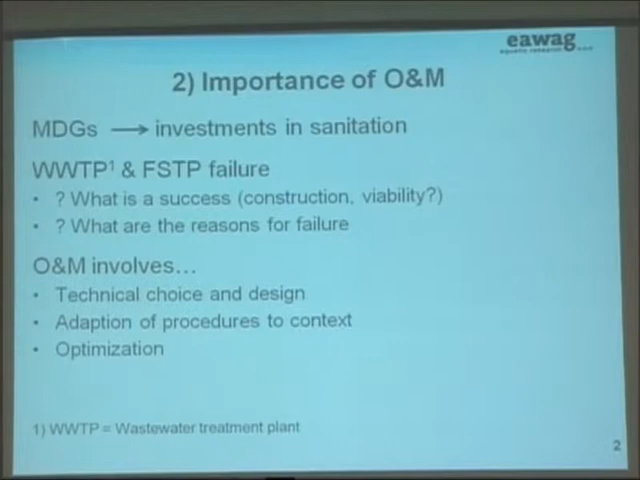 eawag
aquatic research
2) Importance of O&M
MDGs → investments in sanitation
WWTP¹ & FSTP failure
• ? What is a success (construction, viability?)
• ? What are the reasons for failure
O&M involves…
• Technical choice and design
• Adaption of procedures to context
• Optimization
1) WWTP = Wastewater treatment plant
2